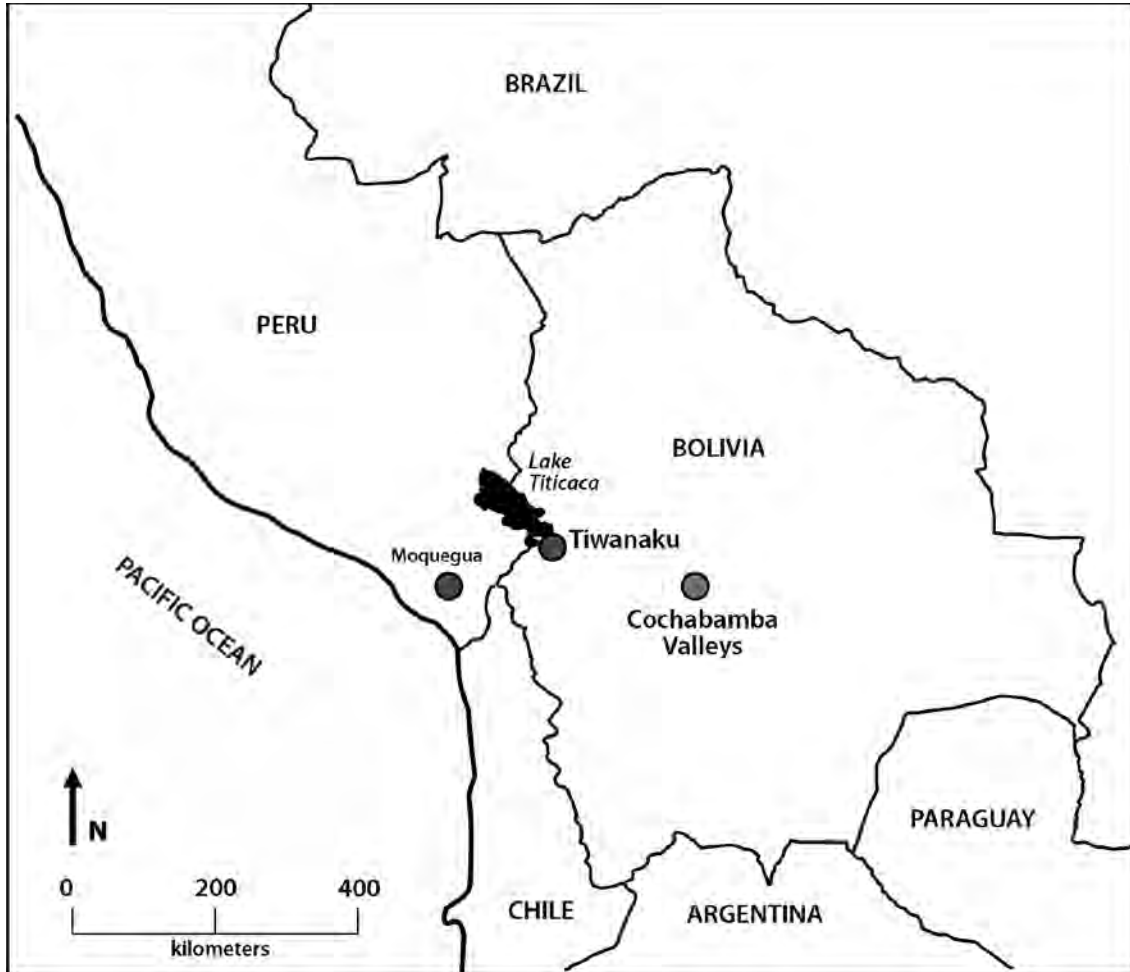 BRAZIL
PERU
BOLIVIA
Lake
Titicaca
Tiwanaku
Moquegua
Cochabamba
Valleys
PACIFIC OCEAN
N
PARAGUAY
0 200 400
kilometers
CHILE
ARGENTINA